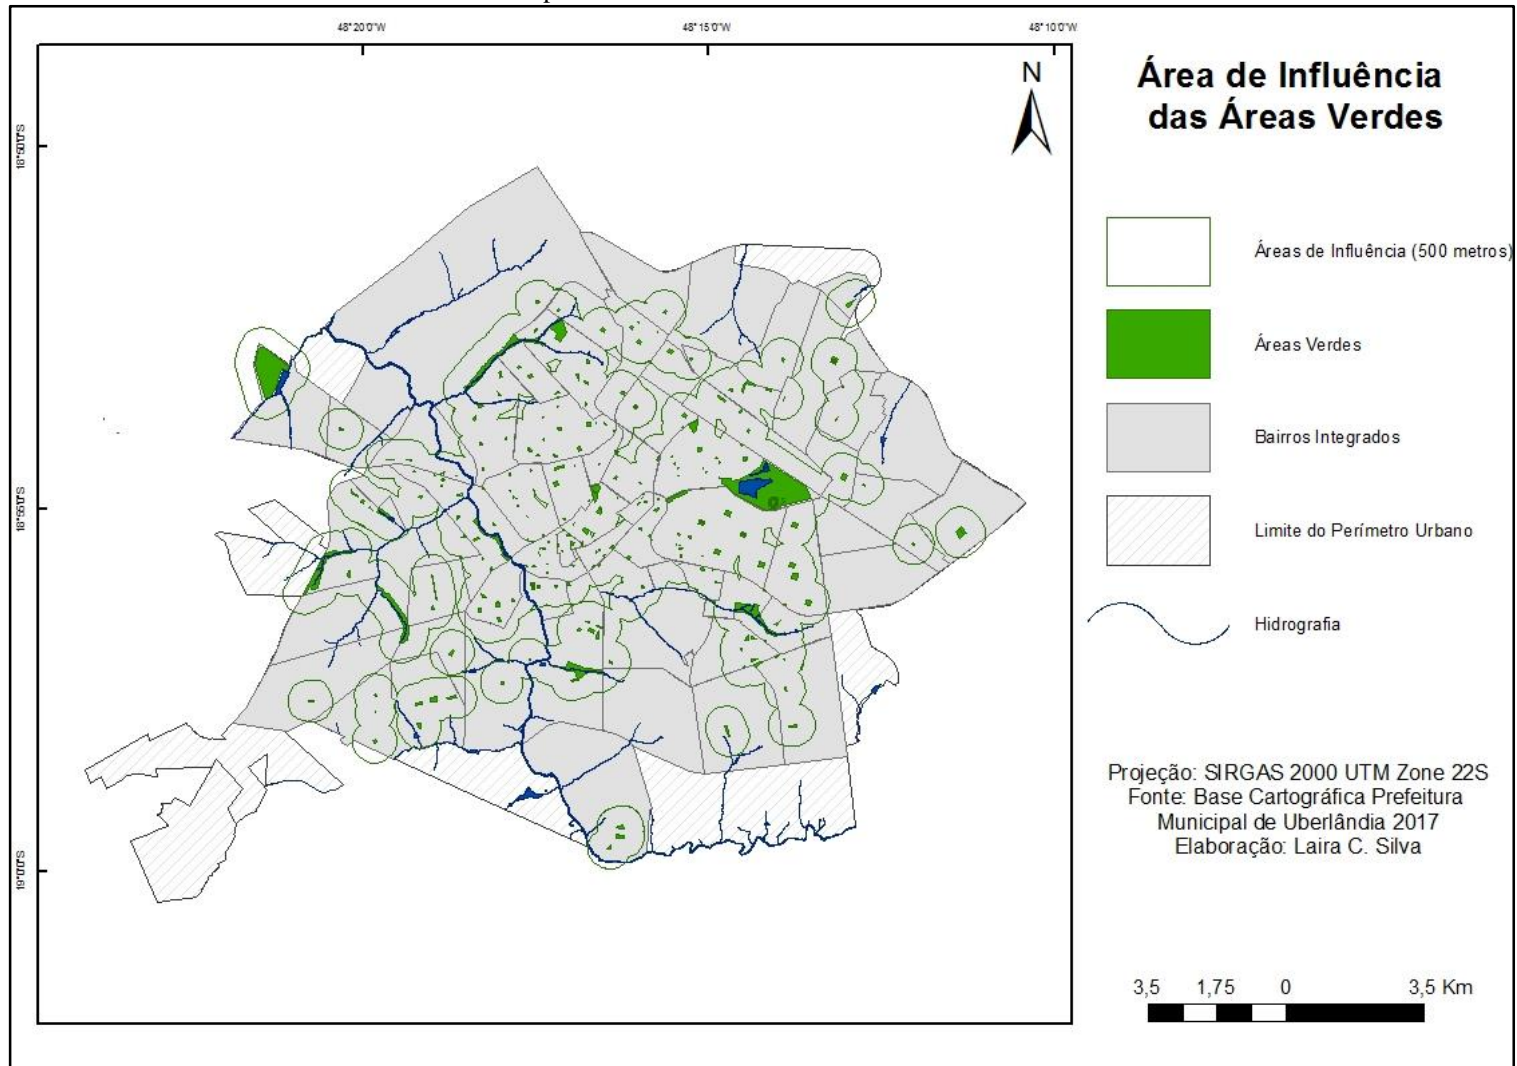 48°20'0"W 48°15'0"W 48°10'0"W
18°50'0"S
18°55'0"S
19°0'0"S
N
Área de Influência
das Áreas Verdes
Áreas de Influência (500 metros)
Áreas Verdes
Bairros Integrados
Limite do Perímetro Urbano
Hidrografia
Projeção: SIRGAS 2000 UTM Zone 22S
Fonte: Base Cartográfica Prefeitura
Municipal de Uberlândia 2017
Elaboração: Laira C. Silva
3,5 1,75 0 3,5 Km